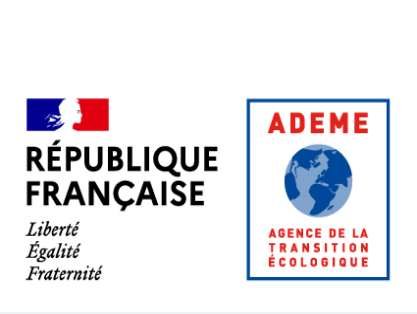 RÉPUBLIQUE
FRANÇAISE
Liberté
Égalité
Fraternité
ADEME
AGENCE DE LA
TRANSITION
ÉCOLOGIQUE